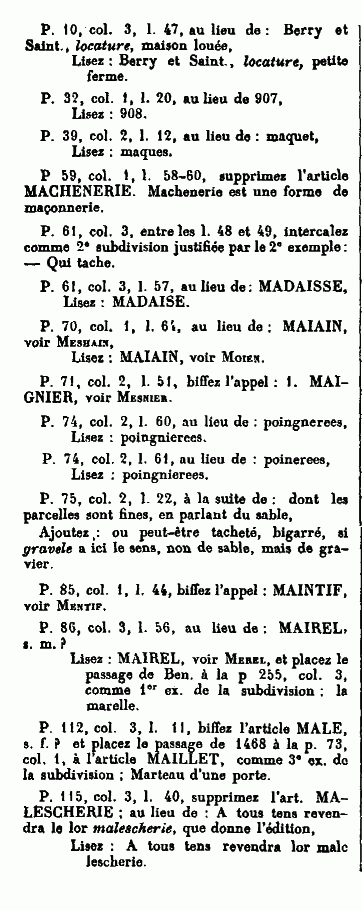 P. 10, col. 3, l. 47, au lieu de : Berry et
Saint., locature, maison louée,
Lisez : Berry et Saint., locature, petite
ferme.
P. 32, col. 1, l. 20, au lieu de 907,
Lisez : 908.
P. 39, col. 2, l. 12, au lieu de : maquet,
Lisez : maques.
P 59, col. 1, l. 58-60, supprimez l'article
MACHENERIE. Machenerie est une forme de
maçonnerie.
P. 61, col. 3, entre les l. 48 et 49, intercalez
comme 2e subdivision justifiée par le 2e exemple :
— Qui tache.
P. 61, col. 3, l. 57, au lieu de : MADAISSE,
Lisez : MADAISE.
P. 70, col. 1, l. 64, au lieu de : MAIAIN,
voir MESHAIN,
Lisez : MAIAIN, voir MOIEN.
P. 71, col. 2, l. 51, biffez l'appel : 1. MAI-
GNIER, voir MESNIER.
P. 74, col. 2, l. 60, au lieu de : poingnerees,
Lisez : poingnierees.
P. 74, col. 2, l. 61, au lieu de : poinerees,
Lisez : poingnierees.
P. 75, col. 2, l. 22, à la suite de : dont les
parcelles sont fines, en parlant du sable,
Ajoutez : ou peut-être tacheté, bigarré, si
gravele a ici le sens, non de sable, mais de gra-
vier.
P. 85, col. 1, l. 44, biffez l'appel : MAINTIF,
voir MENTIF.
P. 86, col. 3, l. 56, au lieu de : MAIREL,
s. m. ?
Lisez : MAIREL, voir MEREL, et placez le
passage de Ben. à la p 255, col. 3,
comme 1er ex. de la subdivision : la
marelle.
P. 112, col. 3, l. 11, biffez l'article MALE,
s. f. ? et placez le passage de 1468 à la p. 73,
col. 1, à l'article MAILLET, comme 3e ex. de
la subdivision ; Marteau d'une porte.
P. 115, col. 3, l. 40, supprimez l'art. MA-
LESCHERIE ; au lieu de : A tous tens reven-
dra le lor malescherie, que donne l'édition,
Lisez : A tous tens revendra lor male
lescherie.